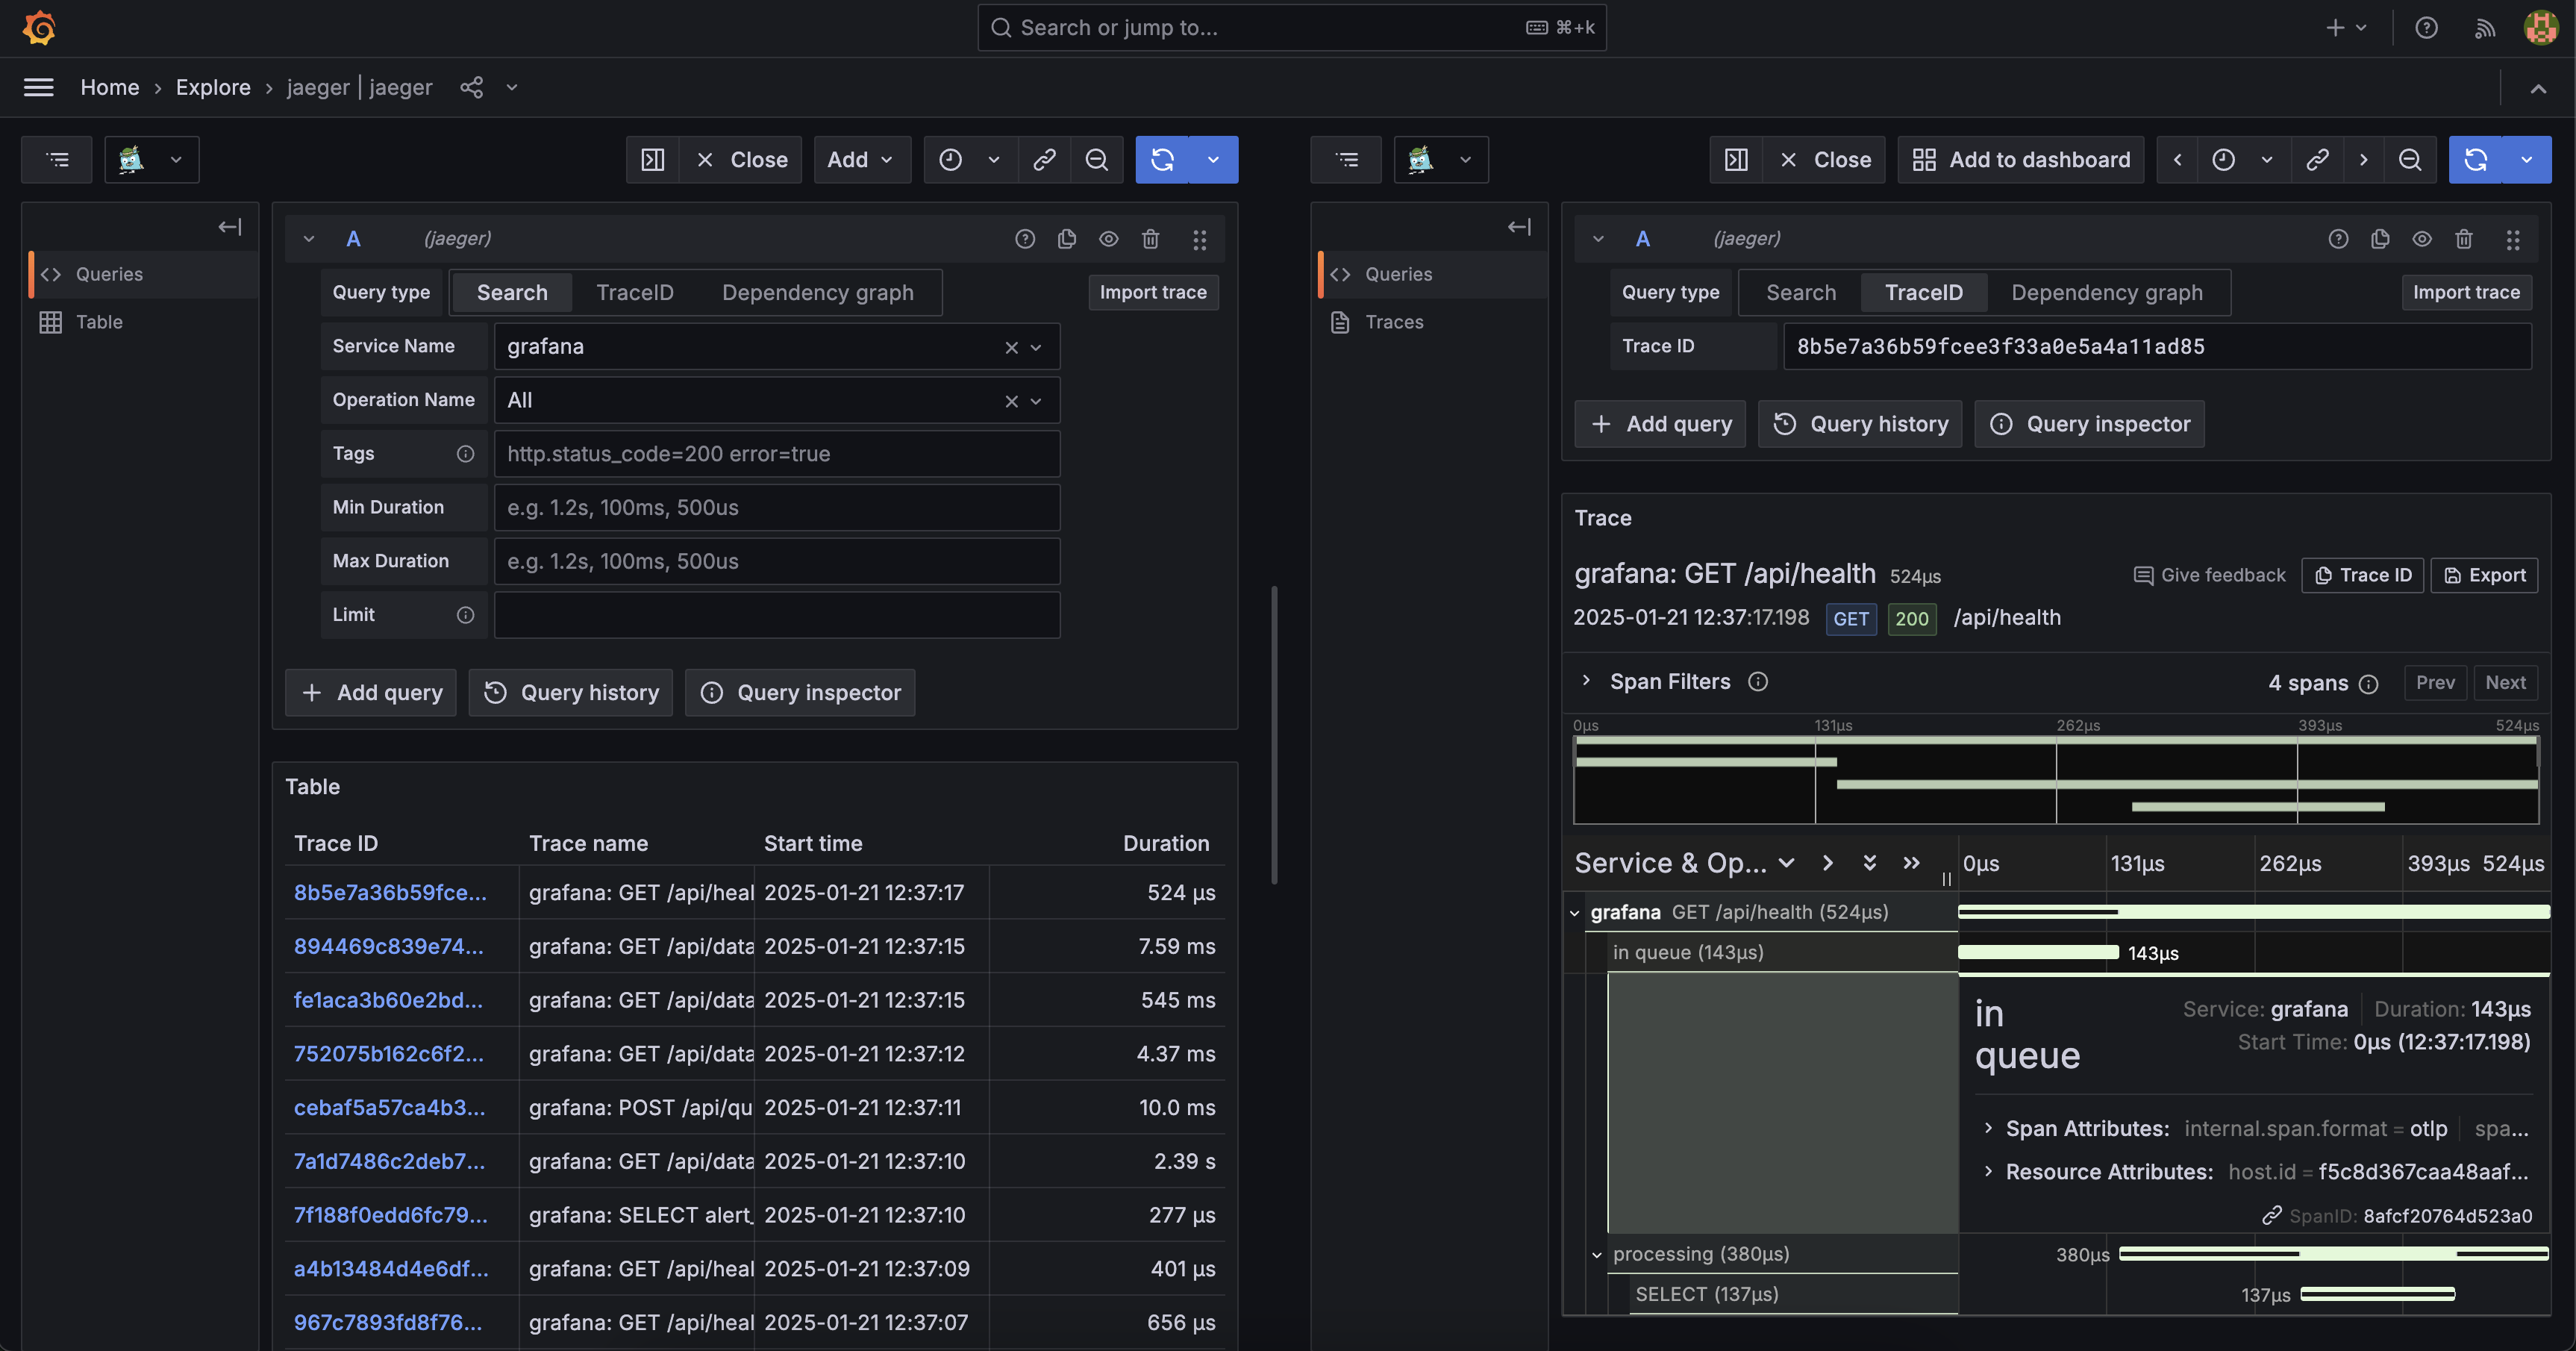 Search or jump to...
⌘+k
Home
Explore
jaeger | jaeger
Close
Add
Queries
Table
A
(jaeger)
Query type
Search
TraceID
Dependency graph
Import trace
Service Name
grafana
Operation Name
All
Tags
http.status_code=200 error=true
Min Duration
e.g. 1.2s, 100ms, 500us
Max Duration
e.g. 1.2s, 100ms, 500us
Limit
Add query
Query history
Query inspector
Table
Trace ID Trace name Start time Duration
8b5e7a36b59fce... grafana: GET /api/heal 2025-01-21 12:37:17 524 µs
894469c839e74... grafana: GET /api/data 2025-01-21 12:37:15 7.59 ms
fe1aca3b60e2bd... grafana: GET /api/data 2025-01-21 12:37:15 545 ms
752075b162c6f2... grafana: GET /api/data 2025-01-21 12:37:12 4.37 ms
cebaf5a57ca4b3... grafana: POST /api/qu 2025-01-21 12:37:11 10.0 ms
7a1d7486c2deb7... grafana: GET /api/data 2025-01-21 12:37:10 2.39 s
7f188f0edd6fc79... grafana: SELECT alert_ 2025-01-21 12:37:10 277 µs
a4b13484d4e6df... grafana: GET /api/heal 2025-01-21 12:37:09 401 µs
967c7893fd8f76... grafana: GET /api/heal 2025-01-21 12:37:07 656 µs
Close
Add to dashboard
Queries
Traces
A
(jaeger)
Query type
Search
TraceID
Dependency graph
Import trace
Trace ID
8b5e7a36b59fcee3f33a0e5a4a11ad85
Add query
Query history
Query inspector
Trace
grafana: GET /api/health 524µs
Give feedback
Trace ID
Export
2025-01-21 12:37:17.198 GET 200 /api/health
Span Filters
4 spans
Prev
Next
0µs 131µs 262µs 393µs 524µs
Service & Op... 0µs 131µs 262µs 393µs 524µs
grafana GET /api/health (524µs)
in queue (143µs) 143µs
in queue
Service: grafana Duration: 143µs
Start Time: 0µs (12:37:17.198)
Span Attributes: internal.span.format = otlp spa...
Resource Attributes: host.id = f5c8d367caa48aaf...
SpanID: 8afcf20764d523a0
processing (380µs) 380µs
SELECT (137µs) 137µs